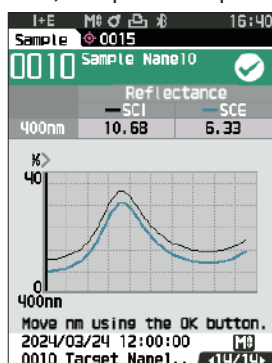 I+E M 16:40
Sample 0015
0010 Sample Name10
Reflectance
—SCI —SCE
400nm 10.68 6.33
%>
40
0
400nm
Move nm using the OK button.
2024/03/24 12:00:00 M
0010 Target Name1.. ◂14/14▸